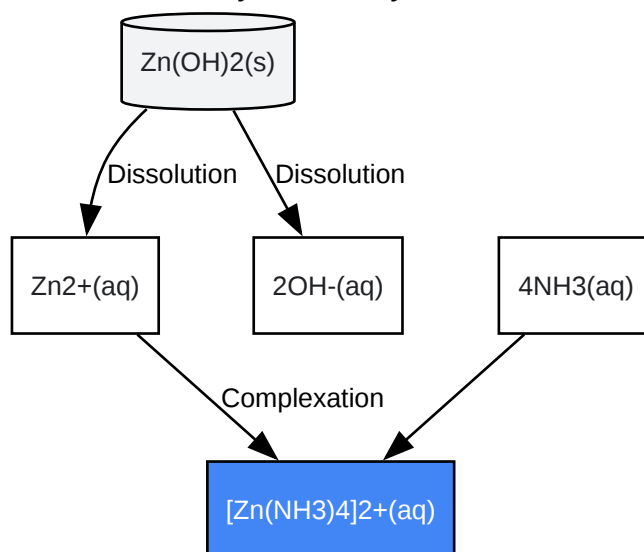 Zn(OH)2(s)
Dissolution
Dissolution
Zn2+(aq)
2OH-(aq)
4NH3(aq)
Complexation
[Zn(NH3)4]2+(aq)